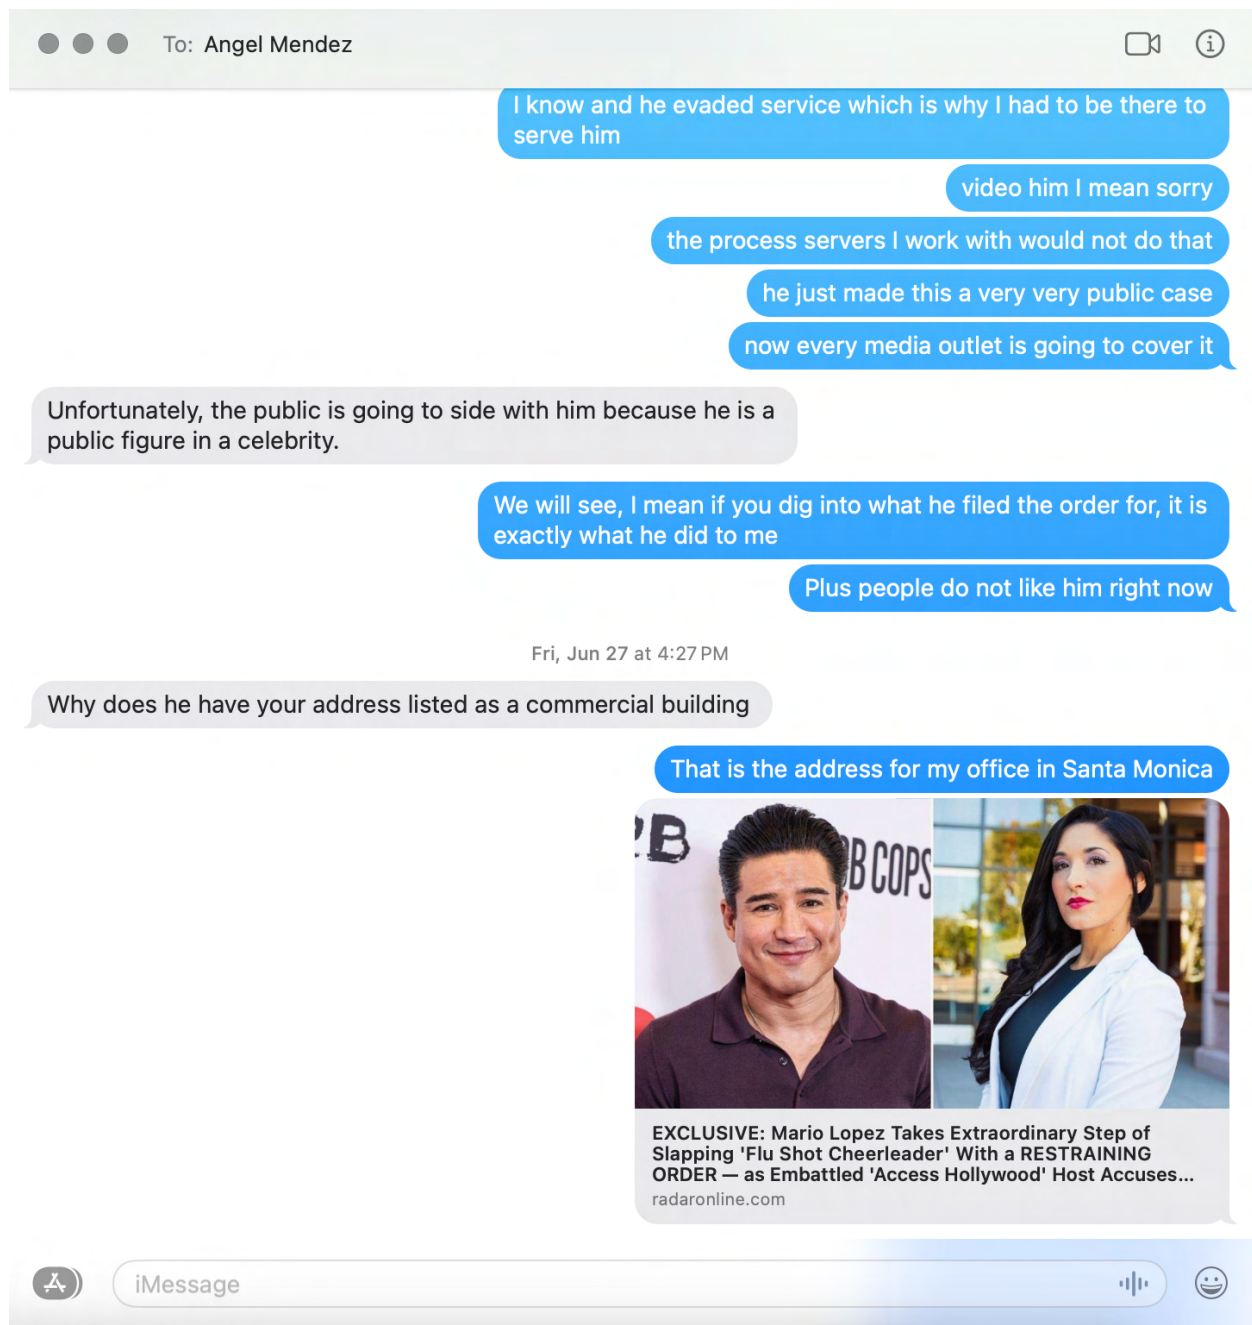 To: Angel Mendez
I know and he evaded service which is why I had to be there to
serve him
video him I mean sorry
the process servers I work with would not do that
he just made this a very very public case
now every media outlet is going to cover it
Unfortunately, the public is going to side with him because he is a
public figure in a celebrity.
We will see, I mean if you dig into what he filed the order for, it is
exactly what he did to me
Plus people do not like him right now
Fri, Jun 27 at 4:27 PM
Why does he have your address listed as a commercial building
That is the address for my office in Santa Monica
B
B COPS
EXCLUSIVE: Mario Lopez Takes Extraordinary Step of
Slapping 'Flu Shot Cheerleader' With a RESTRAINING
ORDER — as Embattled 'Access Hollywood' Host Accuses...
radaronline.com
iMessage